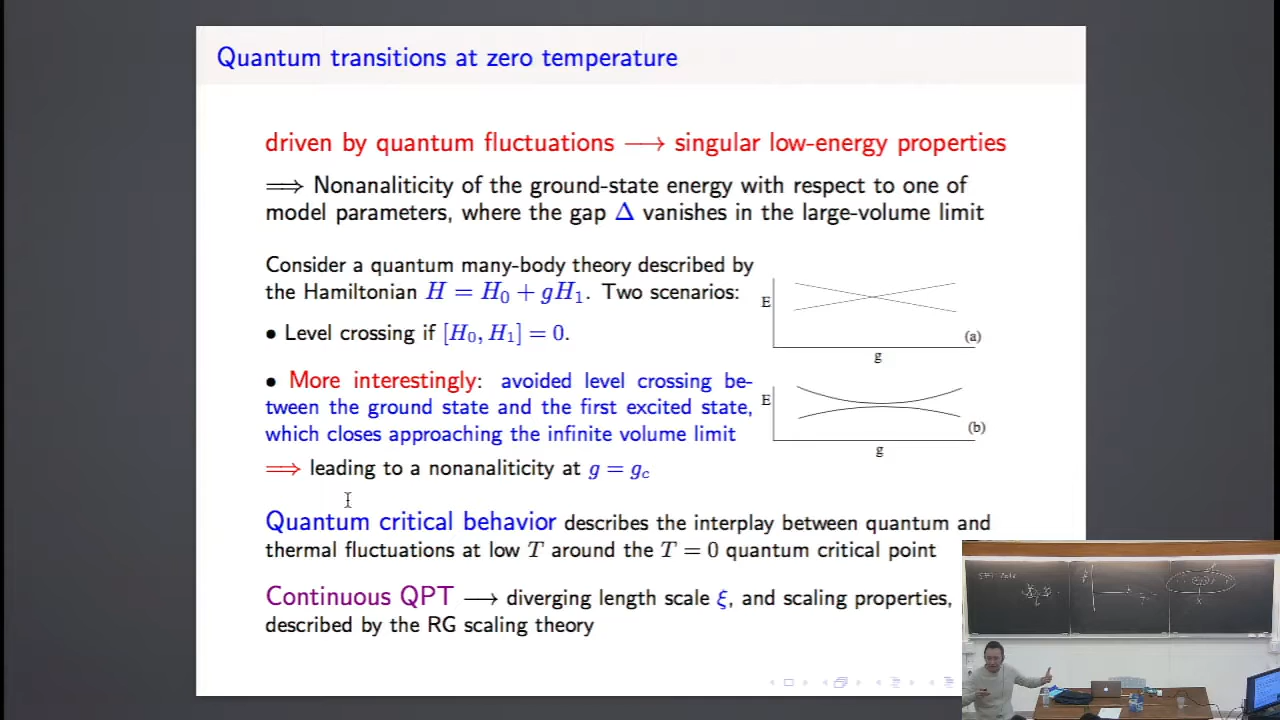 Quantum transitions at zero temperature
driven by quantum fluctuations ⟶ singular low-energy properties
⟹ Nonanaliticity of the ground-state energy with respect to one of
model parameters, where the gap Δ vanishes in the large-volume limit
Consider a quantum many-body theory described by
the Hamiltonian H = H₀ + gH₁. Two scenarios:
• Level crossing if [H₀, H₁] = 0.
E
(a)
g
• More interestingly: avoided level crossing be-
tween the ground state and the first excited state,
which closes approaching the infinite volume limit
E
(b)
g
⟹ leading to a nonanaliticity at g = g_c
Quantum critical behavior describes the interplay between quantum and
thermal fluctuations at low T around the T = 0 quantum critical point
Continuous QPT ⟶ diverging length scale ξ, and scaling properties,
described by the RG scaling theory